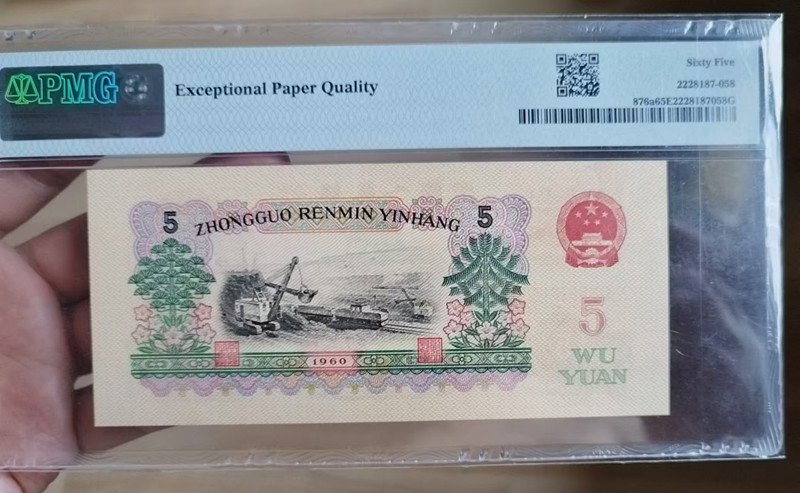 PMG
Exceptional Paper Quality
Sixty Five
2228187-058
876a65E2228187058G
5
ZHONGGUO RENMIN YINHANG
5
5
WU
YUAN
1960